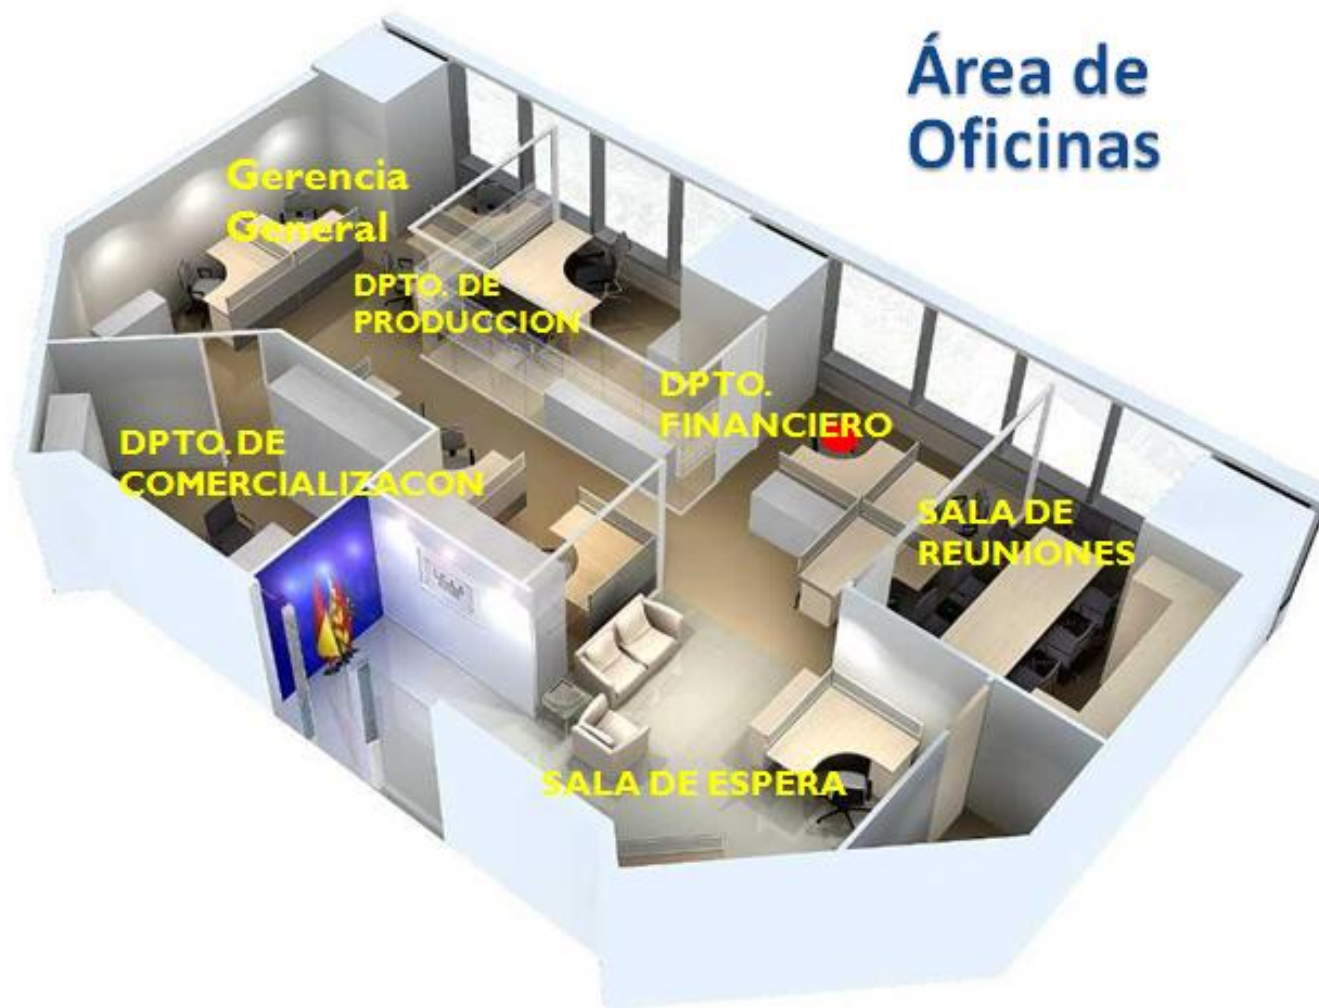 Área de
Oficinas
Gerencia
General
DPTO. DE
PRODUCCION
DPTO.
FINANCIERO
DPTO. DE
COMERCIALIZACON
SALA DE
REUNIONES
SALA DE ESPERA